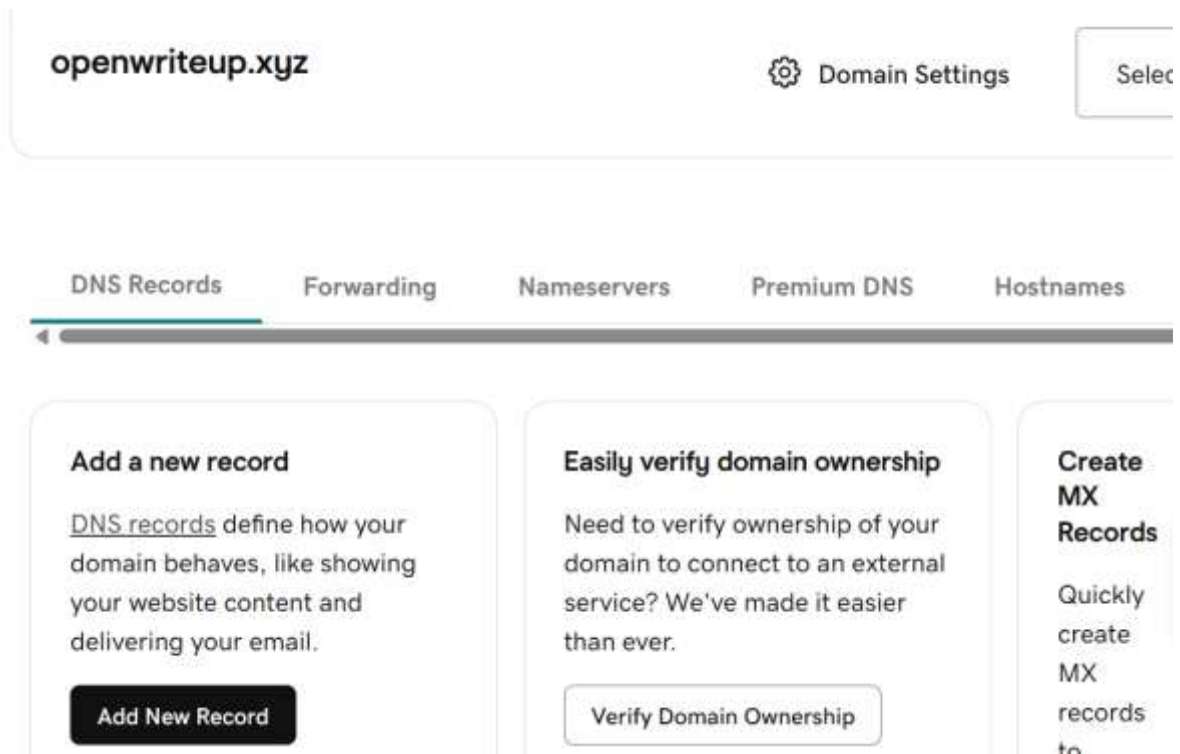 openwriteup.xyz
Domain Settings
Selec
DNS Records
Forwarding
Nameservers
Premium DNS
Hostnames
Add a new record
DNS records define how your
domain behaves, like showing
your website content and
delivering your email.
Add New Record
Easily verify domain ownership
Need to verify ownership of your
domain to connect to an external
service? We've made it easier
than ever.
Verify Domain Ownership
Create
MX
Records
Quickly
create
MX
records
to